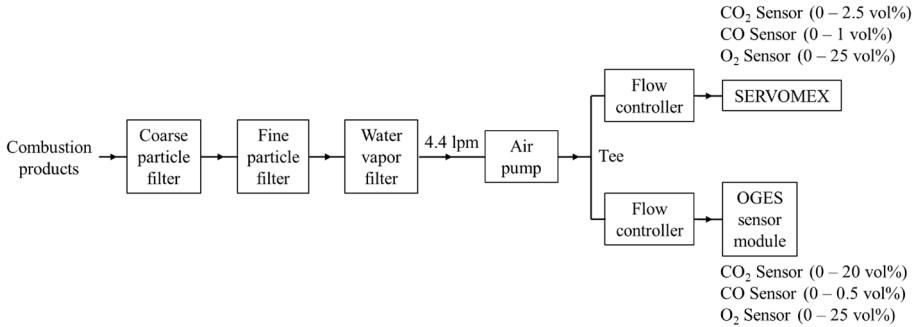 CO₂ Sensor (0 – 2.5 vol%)
CO Sensor (0 – 1 vol%)
O₂ Sensor (0 – 25 vol%)
Flow
controller
SERVOMEX
Combustion
products
Coarse
particle
filter
Fine
particle
filter
Water
vapor
filter
4.4 lpm
Air
pump
Tee
Flow
controller
OGES
sensor
module
CO₂ Sensor (0 – 20 vol%)
CO Sensor (0 – 0.5 vol%)
O₂ Sensor (0 – 25 vol%)